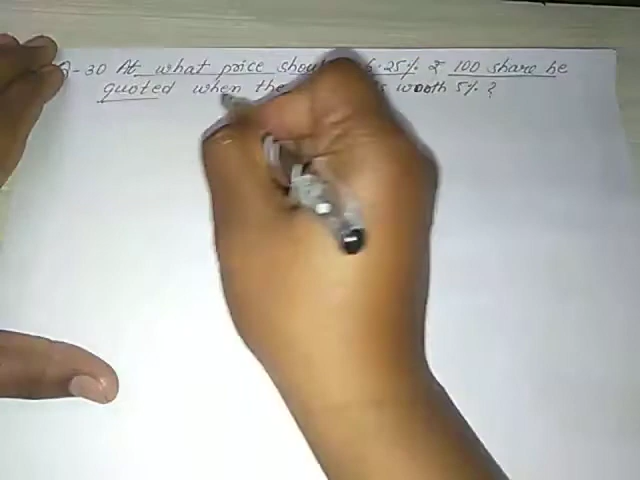 Q-30 At what price shou 6.25% ₹ 100 share be
quoted when the worth 5% ?